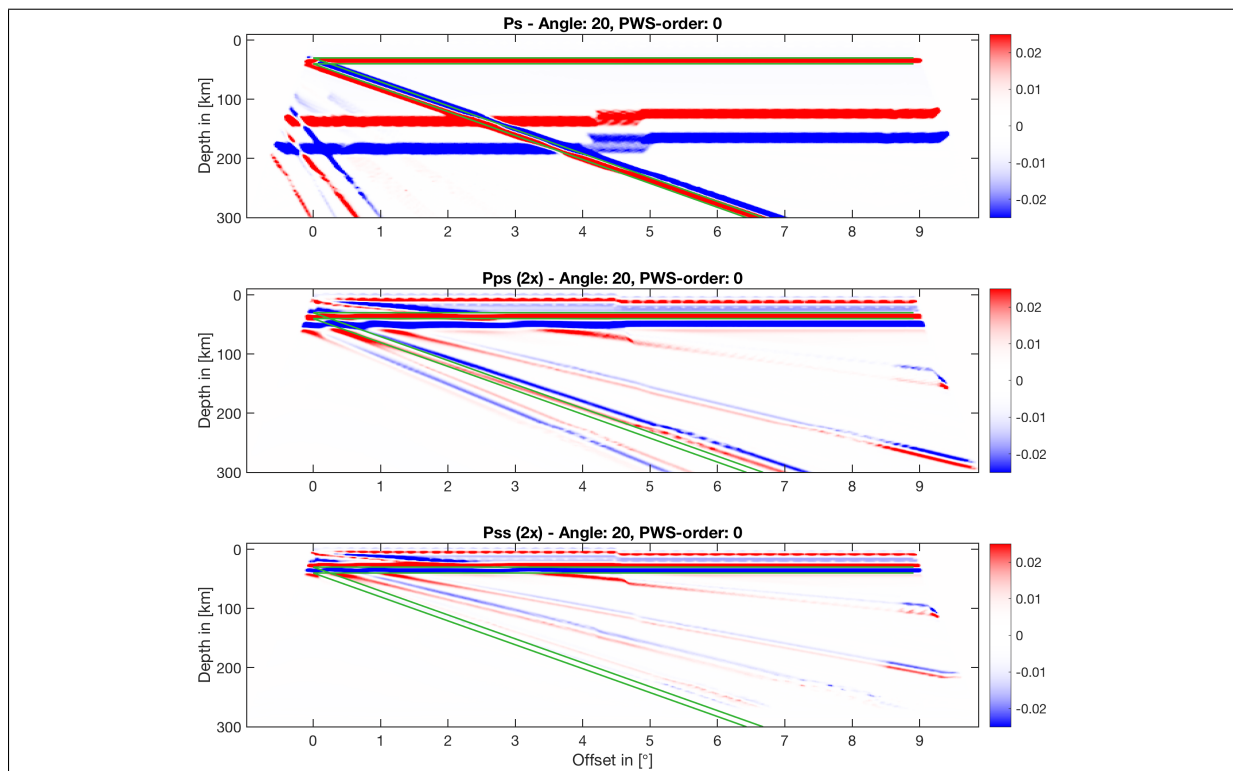 Ps - Angle: 20, PWS-order: 0
0
100
200
300
Depth in [km]
0 1 2 3 4 5 6 7 8 9
0.02
0.01
0
-0.01
-0.02
Pps (2x) - Angle: 20, PWS-order: 0
0
100
200
300
Depth in [km]
0 1 2 3 4 5 6 7 8 9
0.02
0.01
0
-0.01
-0.02
Pss (2x) - Angle: 20, PWS-order: 0
0
100
200
300
Depth in [km]
0 1 2 3 4 5 6 7 8 9
Offset in [°]
0.02
0.01
0
-0.01
-0.02